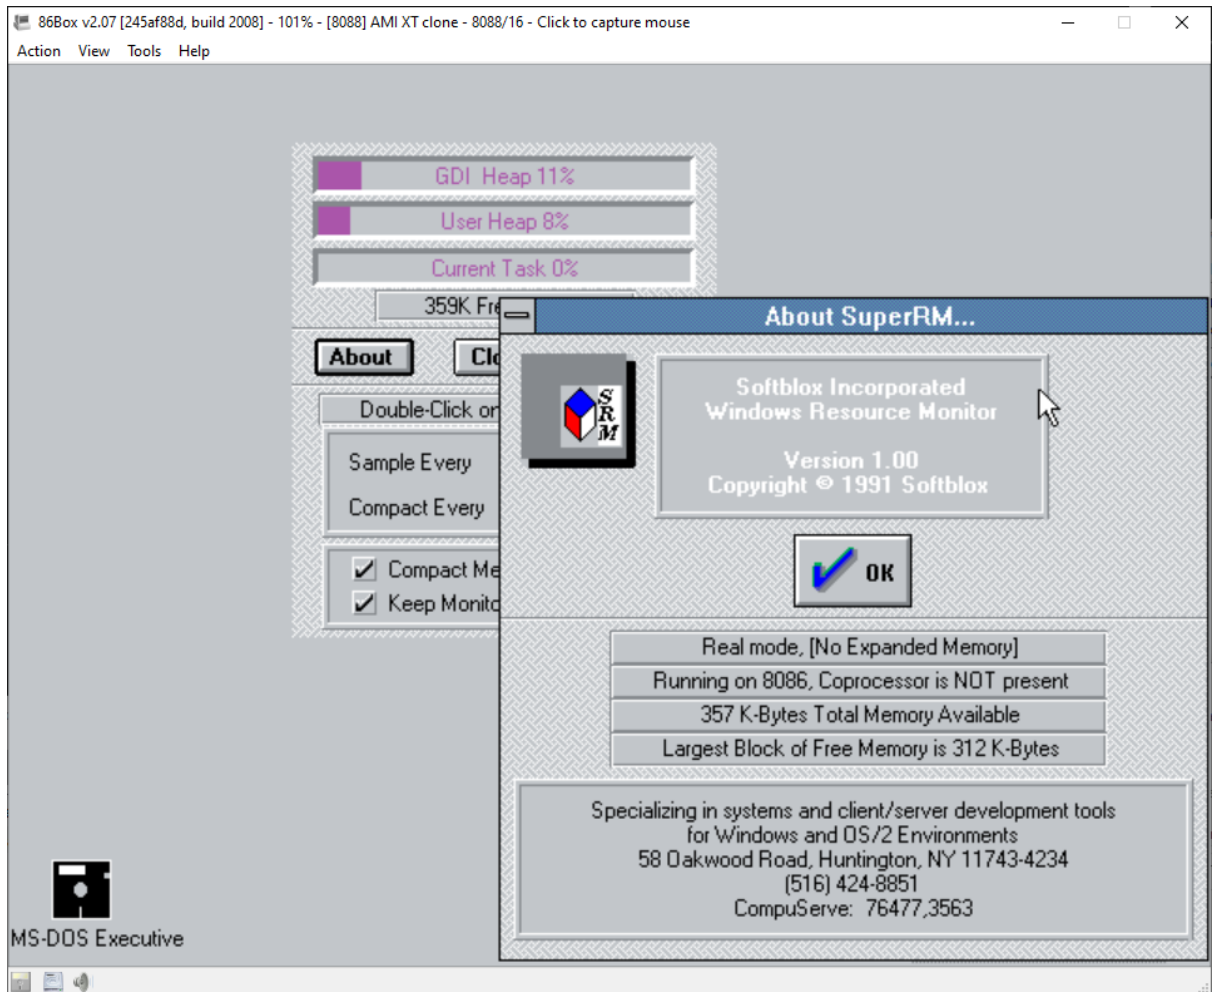 86Box v2.07 [245af88d, build 2008] - 101% - [8088] AMI XT clone - 8088/16 - Click to capture mouse
Action View Tools Help
GDI Heap 11%
User Heap 8%
Current Task 0%
359K Fre
About
Clo
Double-Click or
Sample Every
Compact Every
Compact Me
Keep Monito
About SuperRM...
SRM
Softblox Incorporated
Windows Resource Monitor
Version 1.00
Copyright © 1991 Softblox
OK
Real mode, [No Expanded Memory]
Running on 8086, Coprocessor is NOT present
357 K-Bytes Total Memory Available
Largest Block of Free Memory is 312 K-Bytes
Specializing in systems and client/server development tools
for Windows and OS/2 Environments
58 Oakwood Road, Huntington, NY 11743-4234
(516) 424-8851
CompuServe: 76477,3563
MS-DOS Executive